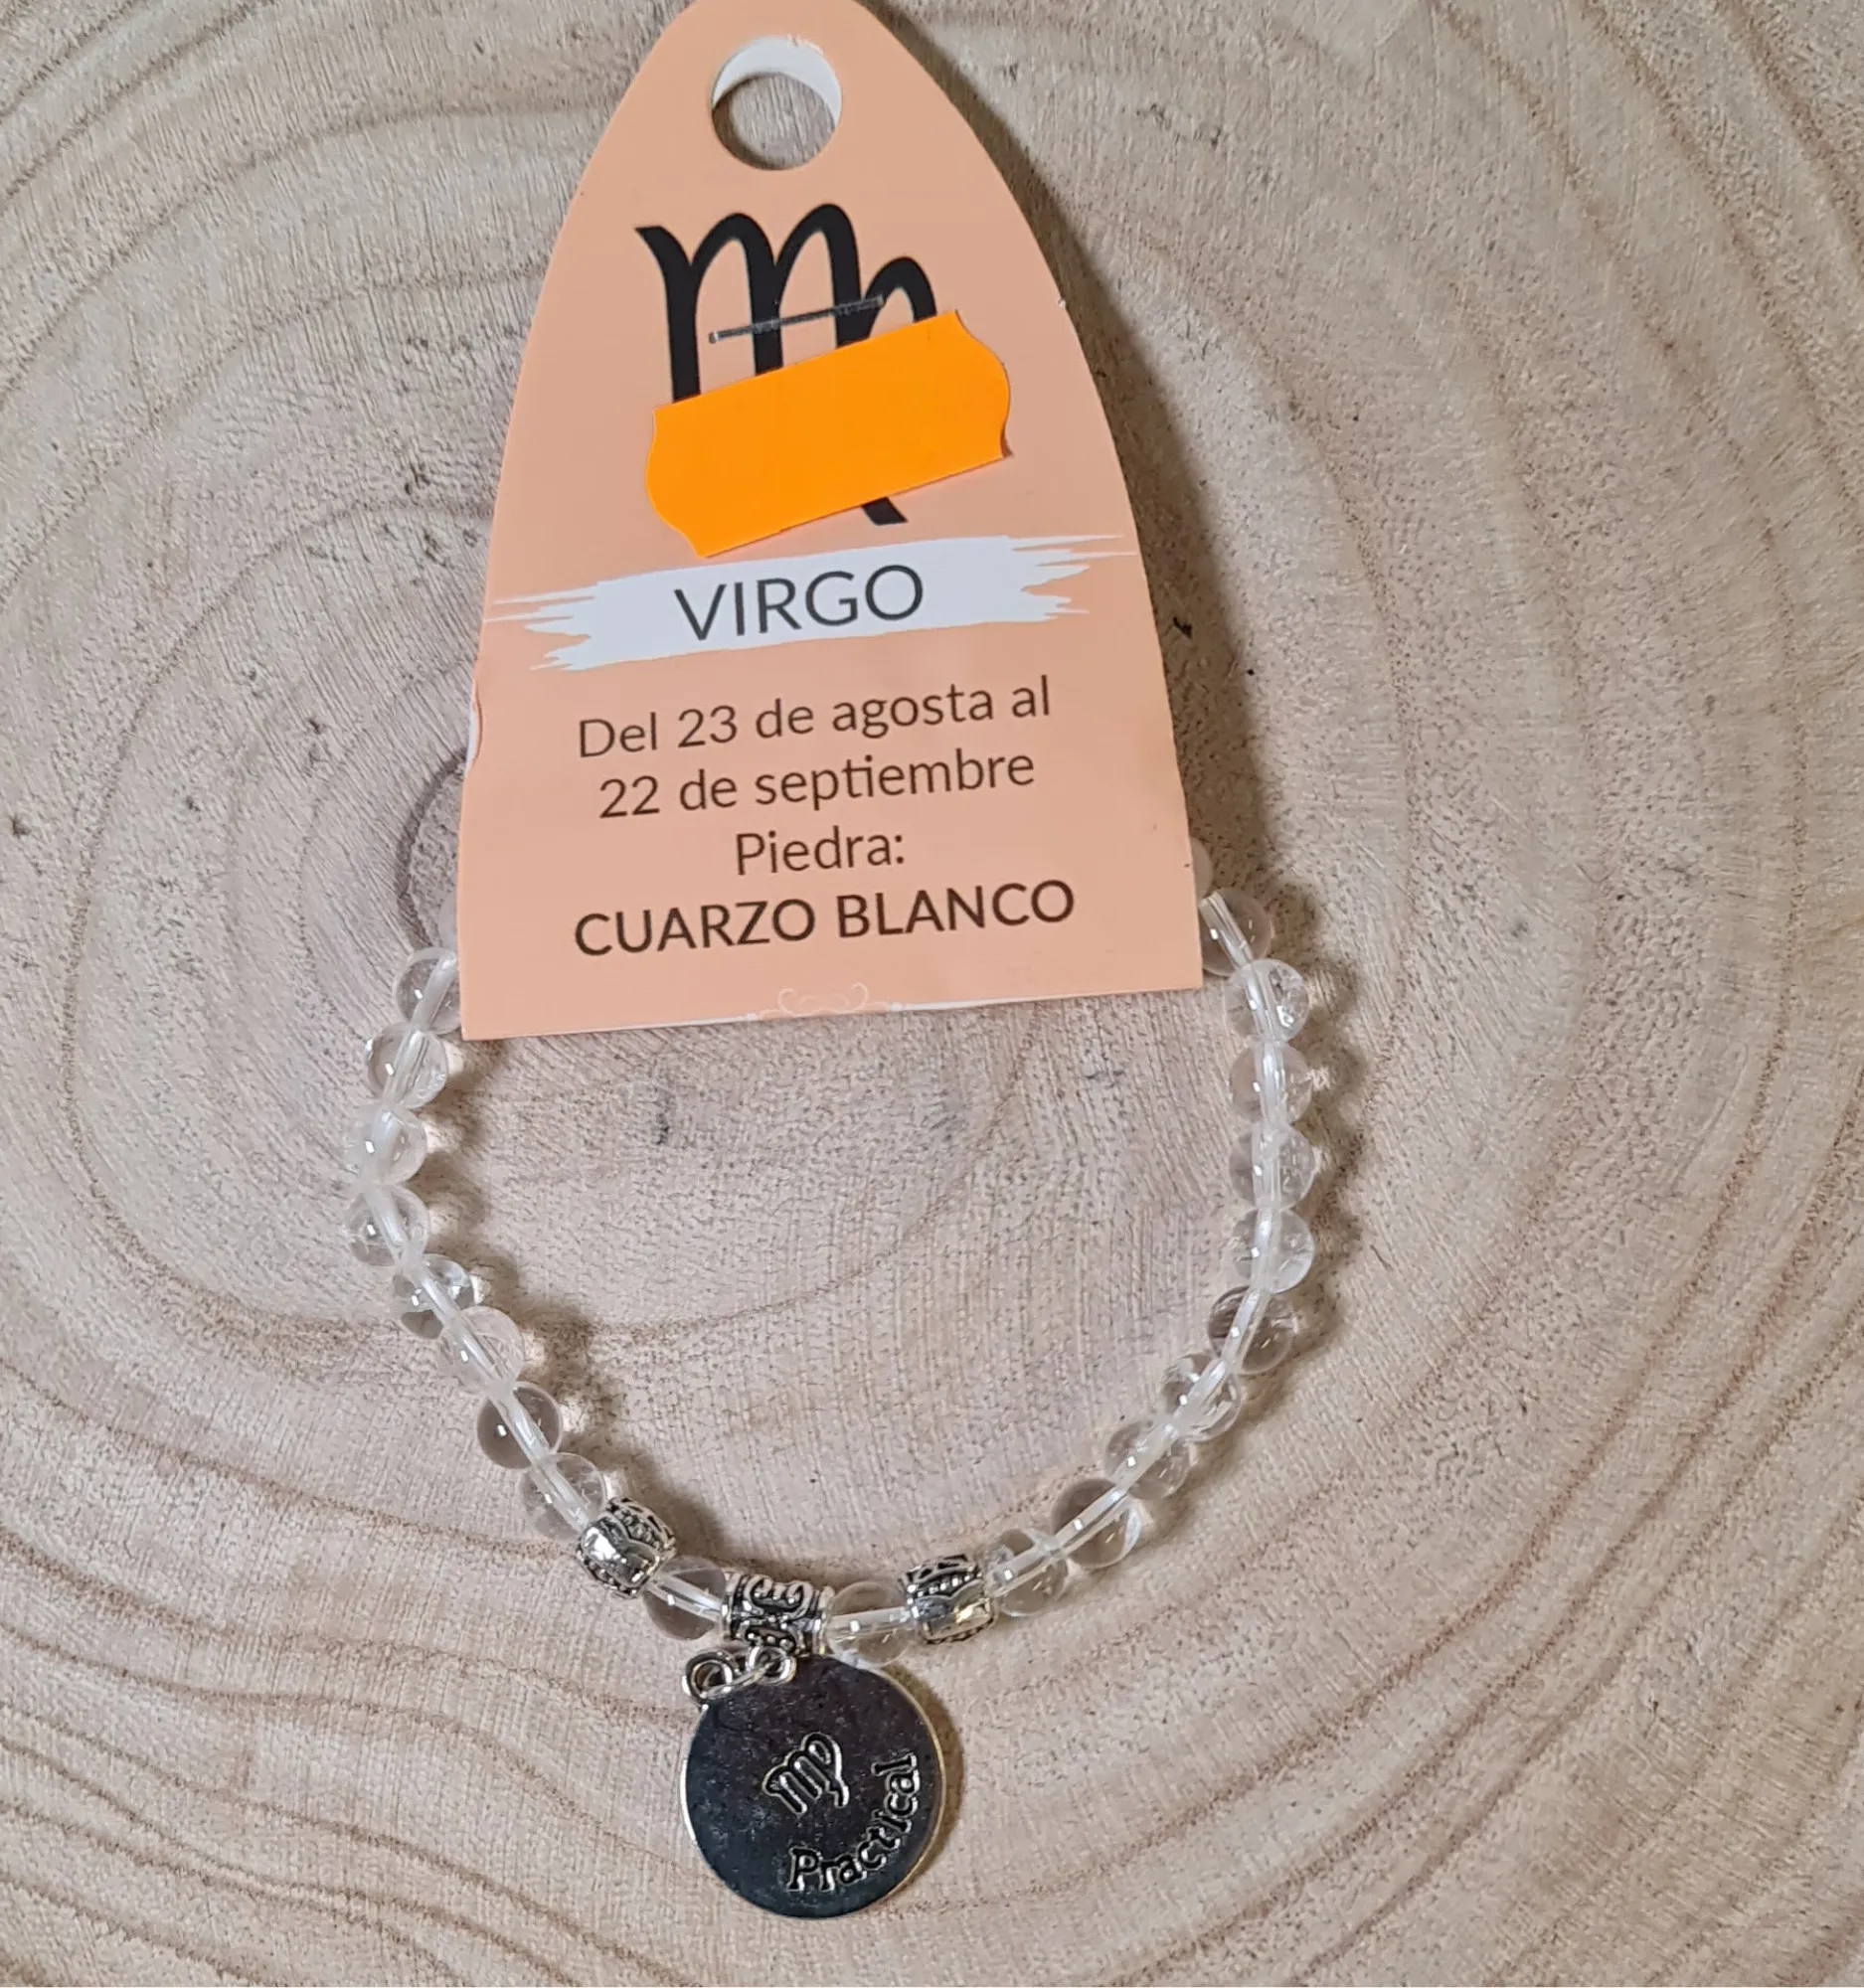 VIRGO
Del 23 de agosta al
22 de septiembre
Piedra:
CUARZO BLANCO
Practical